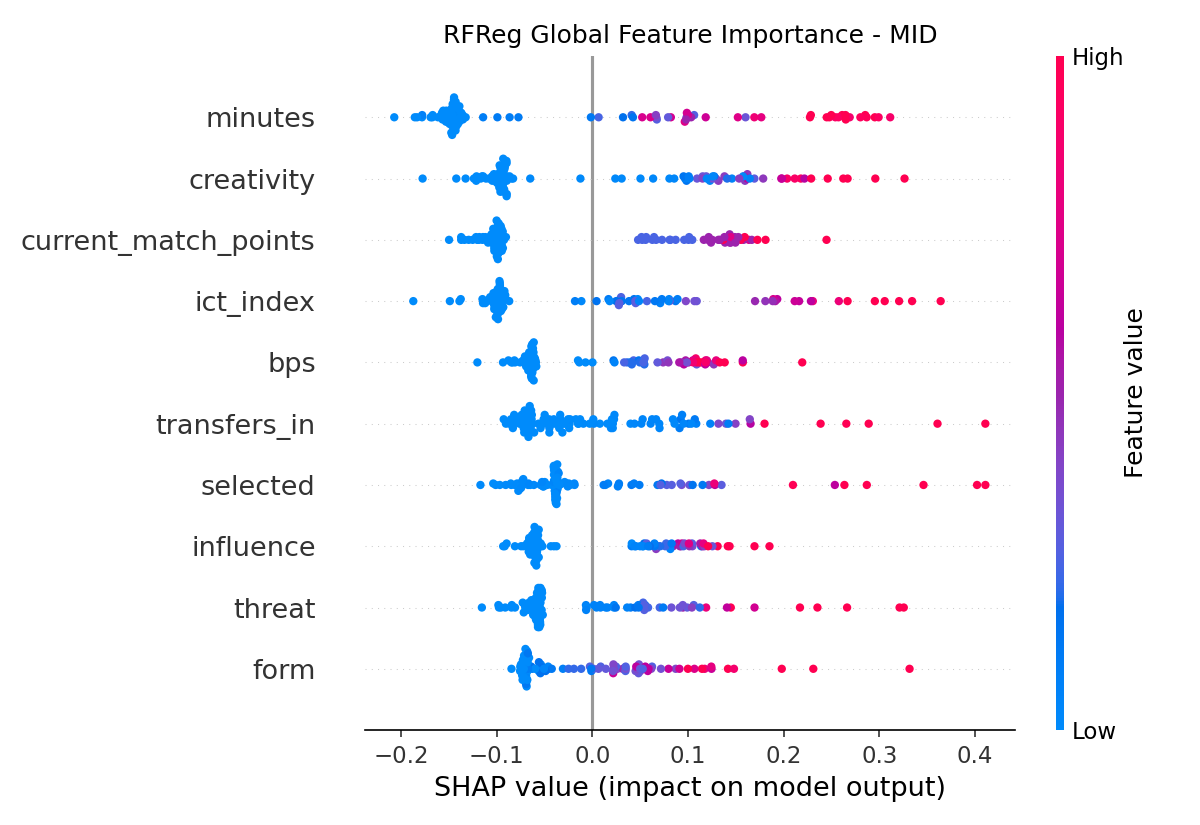 RFReg Global Feature Importance - MID
High
minutes
creativity
current_match_points
ict_index
bps
transfers_in
selected
influence
threat
form
Feature value
Low
−0.2 −0.1 0.0 0.1 0.2 0.3 0.4
SHAP value (impact on model output)